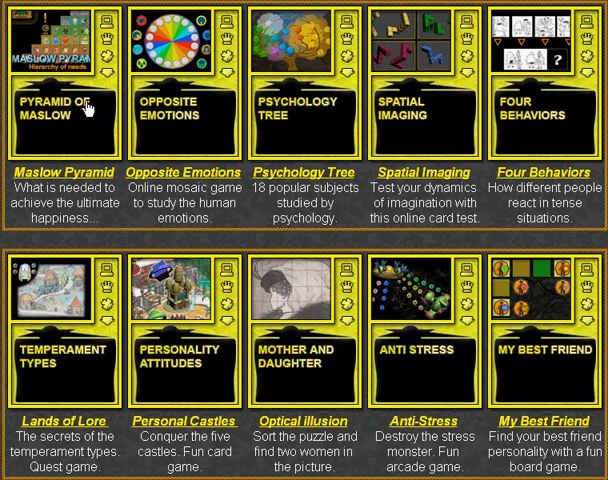 MASLOW PYRAM
Hierarchy of needs
?
PYRAMID OF
MASLOW
OPPOSITE
EMOTIONS
PSYCHOLOGY
TREE
SPATIAL
IMAGING
FOUR
BEHAVIORS
Maslow Pyramid
What is needed to
achieve the ultimate
happiness...
Opposite Emotions
Online mosaic game
to study the human
emotions.
Psychology Tree
18 popular subjects
studied by
psychology.
Spatial Imaging
Test your dynamics
of imagination with
this online card test.
Four Behaviors
How different people
react in tense
situations.
TEMPERAMENT
TYPES
PERSONALITY
ATTITUDES
MOTHER AND
DAUGHTER
ANTI STRESS
MY BEST FRIEND
Lands of Lore
The secrets of the
temperament types.
Quest game.
Personal Castles
Conquer the five
castles. Fun card
game.
Optical illusion
Sort the puzzle and
find two women in
the picture.
Anti-Stress
Destroy the stress
monster. Fun
arcade game.
My Best Friend
Find your best friend
personality with a fun
board game.